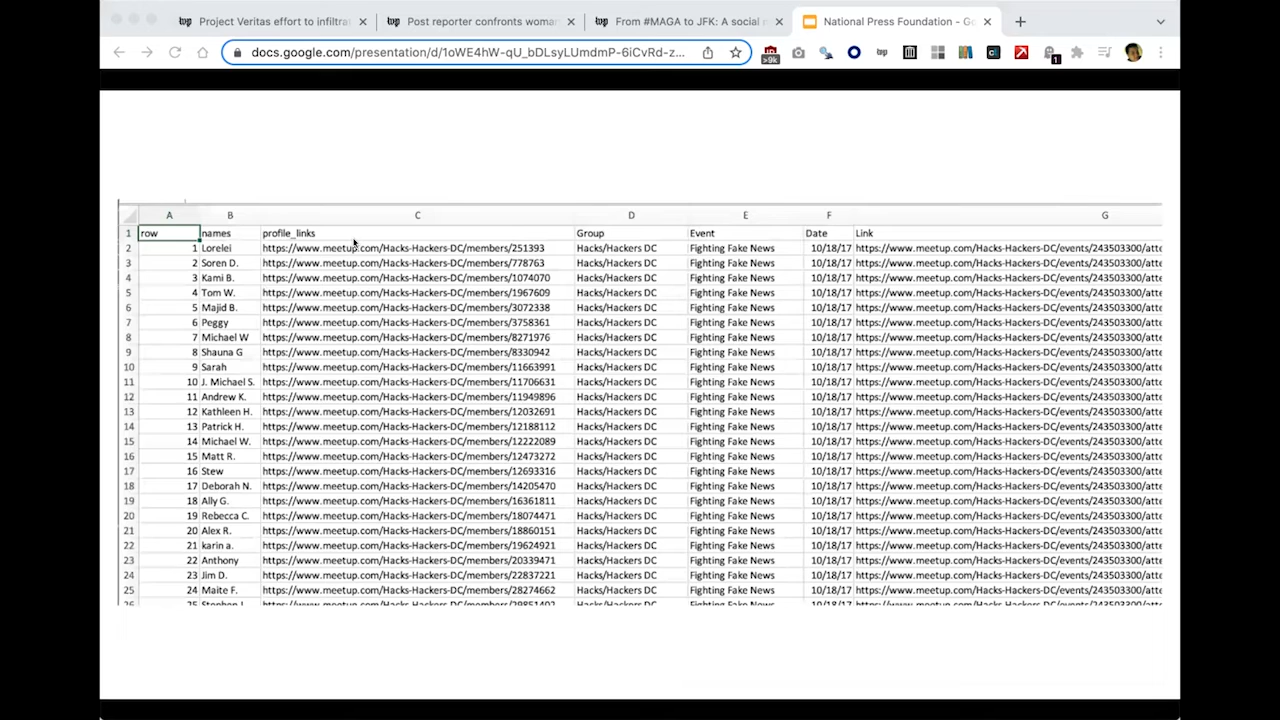 Project Veritas effort to infiltra
Post reporter confronts woma
From #MAGA to JFK: A social m
National Press Foundation - Go
docs.google.com/presentation/d/1oWE4hW-qU_bDLsyLUmdmP-6iCvRd-z...
>9k
1
A B C D E F G
1 row names profile_links Group Event Date Link
2 1 Lorelei https://www.meetup.com/Hacks-Hackers-DC/members/251393 Hacks/Hackers DC Fighting Fake News 10/18/17 https://www.meetup.com/Hacks-Hackers-DC/events/243503300/atte
3 2 Soren D. https://www.meetup.com/Hacks-Hackers-DC/members/778763 Hacks/Hackers DC Fighting Fake News 10/18/17 https://www.meetup.com/Hacks-Hackers-DC/events/243503300/atte
4 3 Kami B. https://www.meetup.com/Hacks-Hackers-DC/members/1074070 Hacks/Hackers DC Fighting Fake News 10/18/17 https://www.meetup.com/Hacks-Hackers-DC/events/243503300/atte
5 4 Tom W. https://www.meetup.com/Hacks-Hackers-DC/members/1967609 Hacks/Hackers DC Fighting Fake News 10/18/17 https://www.meetup.com/Hacks-Hackers-DC/events/243503300/atte
6 5 Majid B. https://www.meetup.com/Hacks-Hackers-DC/members/3072338 Hacks/Hackers DC Fighting Fake News 10/18/17 https://www.meetup.com/Hacks-Hackers-DC/events/243503300/atte
7 6 Peggy https://www.meetup.com/Hacks-Hackers-DC/members/3758361 Hacks/Hackers DC Fighting Fake News 10/18/17 https://www.meetup.com/Hacks-Hackers-DC/events/243503300/atte
8 7 Michael W https://www.meetup.com/Hacks-Hackers-DC/members/8271976 Hacks/Hackers DC Fighting Fake News 10/18/17 https://www.meetup.com/Hacks-Hackers-DC/events/243503300/atte
9 8 Shauna G https://www.meetup.com/Hacks-Hackers-DC/members/8330942 Hacks/Hackers DC Fighting Fake News 10/18/17 https://www.meetup.com/Hacks-Hackers-DC/events/243503300/atte
10 9 Sarah https://www.meetup.com/Hacks-Hackers-DC/members/11663991 Hacks/Hackers DC Fighting Fake News 10/18/17 https://www.meetup.com/Hacks-Hackers-DC/events/243503300/atte
11 10 J. Michael S. https://www.meetup.com/Hacks-Hackers-DC/members/11706631 Hacks/Hackers DC Fighting Fake News 10/18/17 https://www.meetup.com/Hacks-Hackers-DC/events/243503300/atte
12 11 Andrew K. https://www.meetup.com/Hacks-Hackers-DC/members/11949896 Hacks/Hackers DC Fighting Fake News 10/18/17 https://www.meetup.com/Hacks-Hackers-DC/events/243503300/atte
13 12 Kathleen H. https://www.meetup.com/Hacks-Hackers-DC/members/12032691 Hacks/Hackers DC Fighting Fake News 10/18/17 https://www.meetup.com/Hacks-Hackers-DC/events/243503300/atte
14 13 Patrick H. https://www.meetup.com/Hacks-Hackers-DC/members/12188112 Hacks/Hackers DC Fighting Fake News 10/18/17 https://www.meetup.com/Hacks-Hackers-DC/events/243503300/atte
15 14 Michael W. https://www.meetup.com/Hacks-Hackers-DC/members/12222089 Hacks/Hackers DC Fighting Fake News 10/18/17 https://www.meetup.com/Hacks-Hackers-DC/events/243503300/atte
16 15 Matt R. https://www.meetup.com/Hacks-Hackers-DC/members/12473272 Hacks/Hackers DC Fighting Fake News 10/18/17 https://www.meetup.com/Hacks-Hackers-DC/events/243503300/atte
17 16 Stew https://www.meetup.com/Hacks-Hackers-DC/members/12693316 Hacks/Hackers DC Fighting Fake News 10/18/17 https://www.meetup.com/Hacks-Hackers-DC/events/243503300/atte
18 17 Deborah N. https://www.meetup.com/Hacks-Hackers-DC/members/14205470 Hacks/Hackers DC Fighting Fake News 10/18/17 https://www.meetup.com/Hacks-Hackers-DC/events/243503300/atte
19 18 Ally G. https://www.meetup.com/Hacks-Hackers-DC/members/16361811 Hacks/Hackers DC Fighting Fake News 10/18/17 https://www.meetup.com/Hacks-Hackers-DC/events/243503300/atte
20 19 Rebecca C. https://www.meetup.com/Hacks-Hackers-DC/members/18074471 Hacks/Hackers DC Fighting Fake News 10/18/17 https://www.meetup.com/Hacks-Hackers-DC/events/243503300/atte
21 20 Alex R. https://www.meetup.com/Hacks-Hackers-DC/members/18860151 Hacks/Hackers DC Fighting Fake News 10/18/17 https://www.meetup.com/Hacks-Hackers-DC/events/243503300/atte
22 21 karin a. https://www.meetup.com/Hacks-Hackers-DC/members/19624921 Hacks/Hackers DC Fighting Fake News 10/18/17 https://www.meetup.com/Hacks-Hackers-DC/events/243503300/atte
23 22 Anthony https://www.meetup.com/Hacks-Hackers-DC/members/20339471 Hacks/Hackers DC Fighting Fake News 10/18/17 https://www.meetup.com/Hacks-Hackers-DC/events/243503300/atte
24 23 Jim D. https://www.meetup.com/Hacks-Hackers-DC/members/22837221 Hacks/Hackers DC Fighting Fake News 10/18/17 https://www.meetup.com/Hacks-Hackers-DC/events/243503300/atte
25 24 Maite F. https://www.meetup.com/Hacks-Hackers-DC/members/28274662 Hacks/Hackers DC Fighting Fake News 10/18/17 https://www.meetup.com/Hacks-Hackers-DC/events/243503300/atte